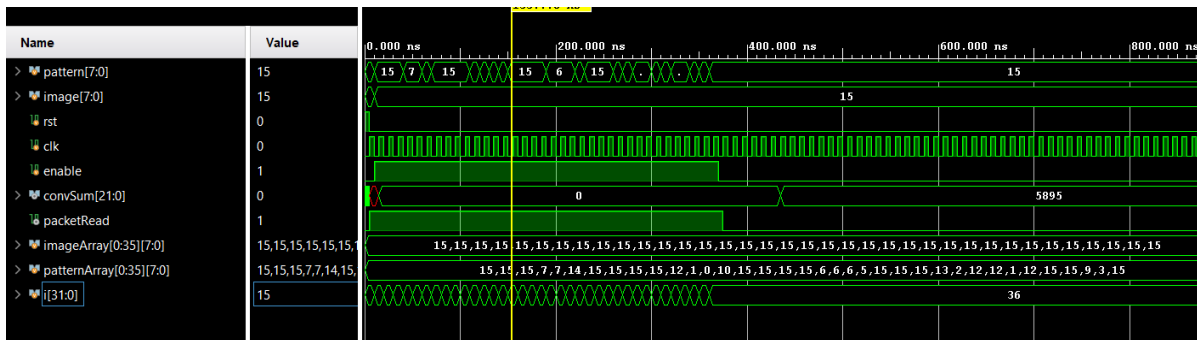 Name Value 0.000 ns 200.000 ns 400.000 ns 600.000 ns 800.000 ns
> pattern[7:0] 15 15 7 15 15 6 15 . . 15
> image[7:0] 15 15
rst 0
clk 0
enable 1
> convSum[21:0] 0 0 5895
packetRead 1
> imageArray[0:35][7:0] 15,15,15,15,15,15,1 15,15,15,15,15,15,15,15,15,15,15,15,15,15,15,15,15,15,15,15,15,15,15,15,15,15,15,15,15,15,15,15,15,15,15,15
> patternArray[0:35][7:0] 15,15,15,7,7,14,15, 15,15,15,7,7,14,15,15,15,15,12,1,0,10,15,15,15,15,6,6,6,5,15,15,15,13,2,12,12,1,12,15,15,9,3,15
> i[31:0] 15 36